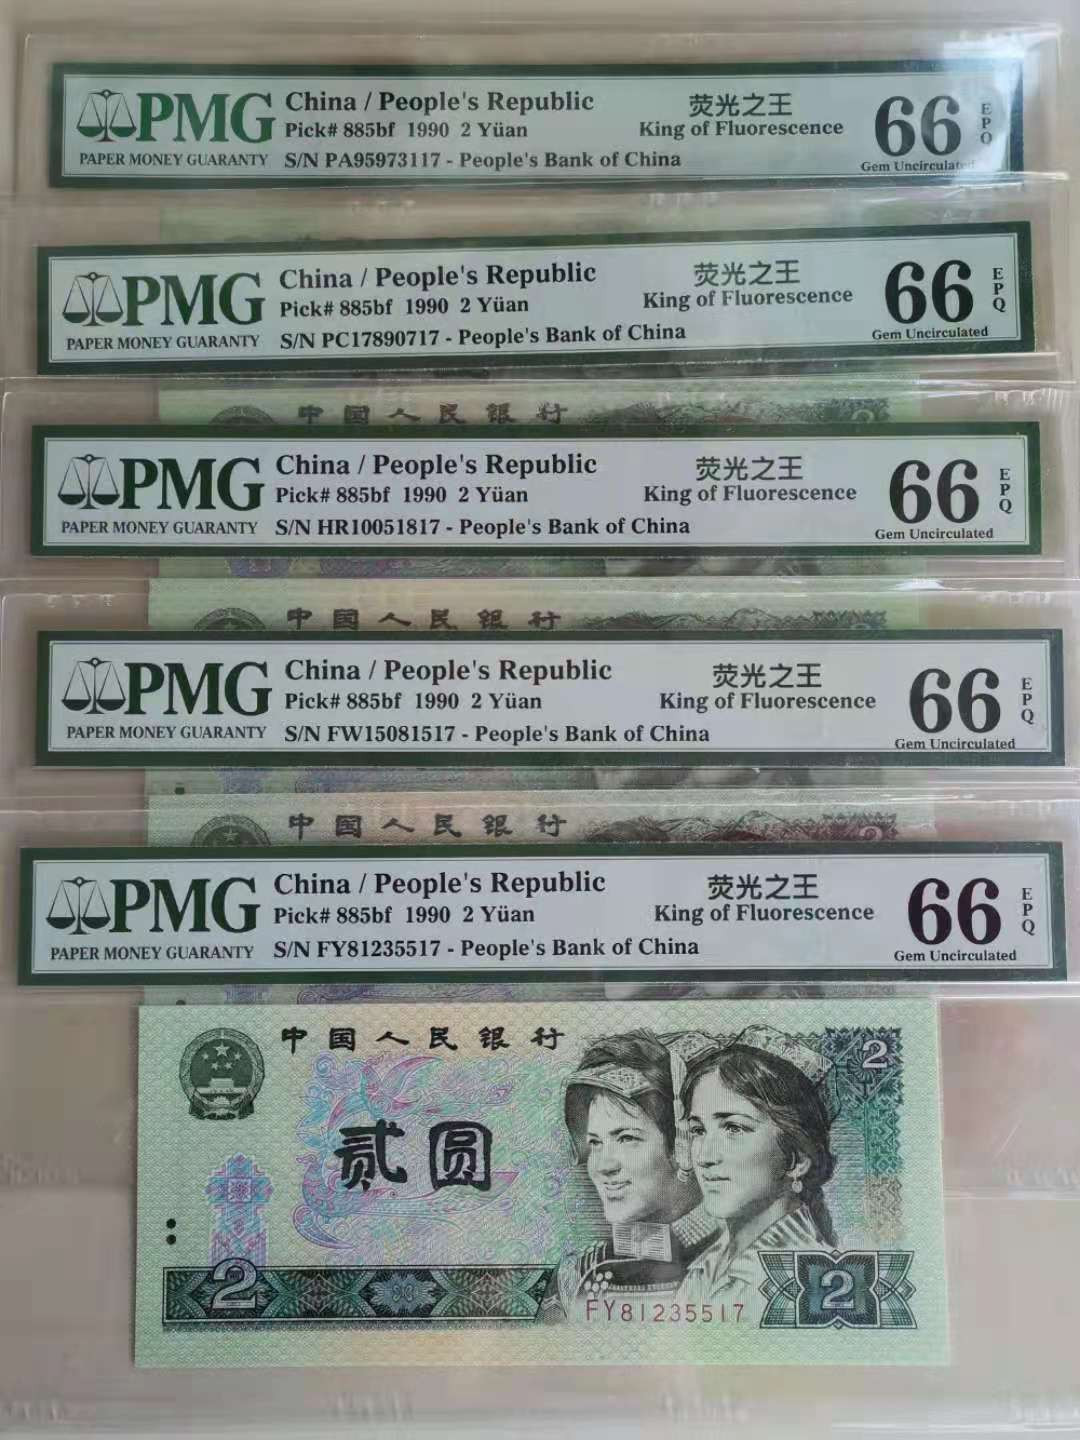 PMG
PAPER MONEY GUARANTY
China / People's Republic
Pick# 885bf 1990 2 Yüan
S/N PA95973117 - People's Bank of China
荧光之王
King of Fluorescence
66
EPQ
Gem Uncirculated
PMG
PAPER MONEY GUARANTY
China / People's Republic
Pick# 885bf 1990 2 Yüan
S/N PC17890717 - People's Bank of China
荧光之王
King of Fluorescence
66
EPQ
Gem Uncirculated
中国人民银行
2
PMG
PAPER MONEY GUARANTY
China / People's Republic
Pick# 885bf 1990 2 Yüan
S/N HR10051817 - People's Bank of China
荧光之王
King of Fluorescence
66
EPQ
Gem Uncirculated
中国人民银行
PMG
PAPER MONEY GUARANTY
China / People's Republic
Pick# 885bf 1990 2 Yüan
S/N FW15081517 - People's Bank of China
荧光之王
King of Fluorescence
66
EPQ
Gem Uncirculated
中国人民银行
2
PMG
PAPER MONEY GUARANTY
China / People's Republic
Pick# 885bf 1990 2 Yüan
S/N FY81235517 - People's Bank of China
荧光之王
King of Fluorescence
66
EPQ
Gem Uncirculated
中国人民银行
2
贰圆
2
FY81235517
2